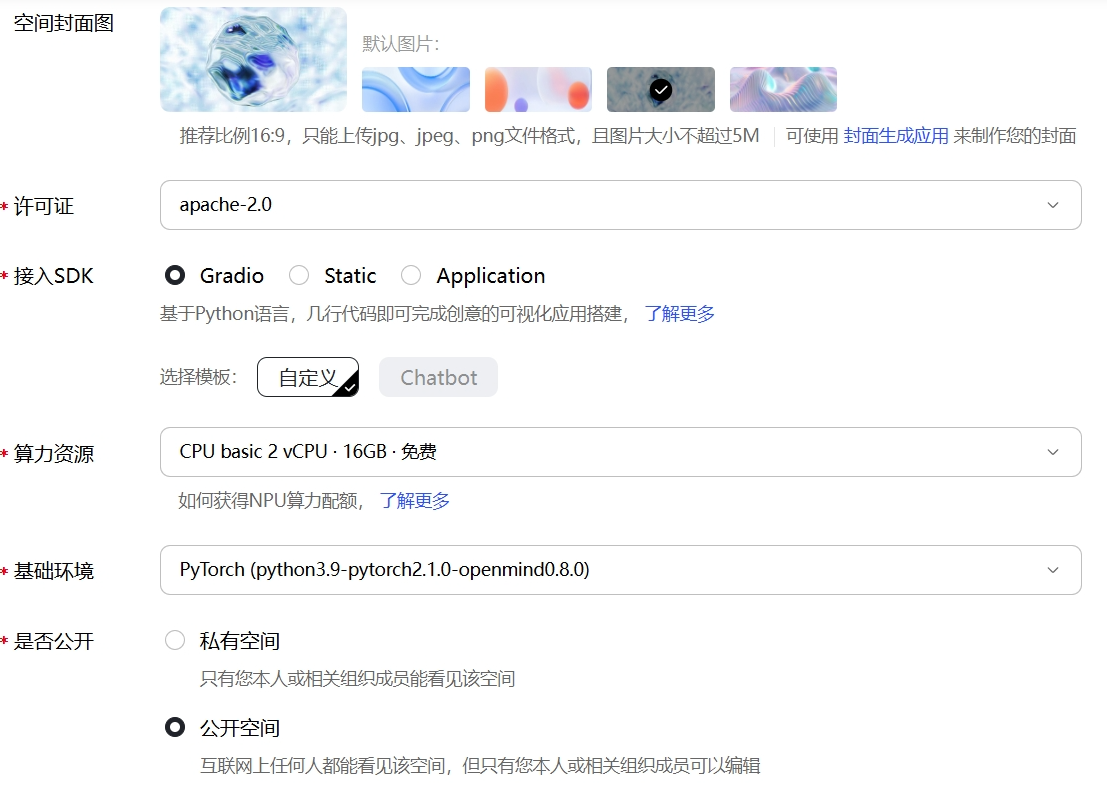 空间封面图
默认图片：
推荐比例16:9，只能上传jpg、jpeg、png文件格式，且图片大小不超过5M 可使用 封面生成应用 来制作您的封面
* 许可证
apache-2.0
* 接入SDK
Gradio Static Application
基于Python语言，几行代码即可完成创意的可视化应用搭建， 了解更多
选择模板： 自定义 Chatbot
* 算力资源
CPU basic 2 vCPU · 16GB · 免费
如何获得NPU算力配额， 了解更多
* 基础环境
PyTorch (python3.9-pytorch2.1.0-openmind0.8.0)
* 是否公开
私有空间
只有您本人或相关组织成员能看见该空间
公开空间
互联网上任何人都能看见该空间，但只有您本人或相关组织成员可以编辑